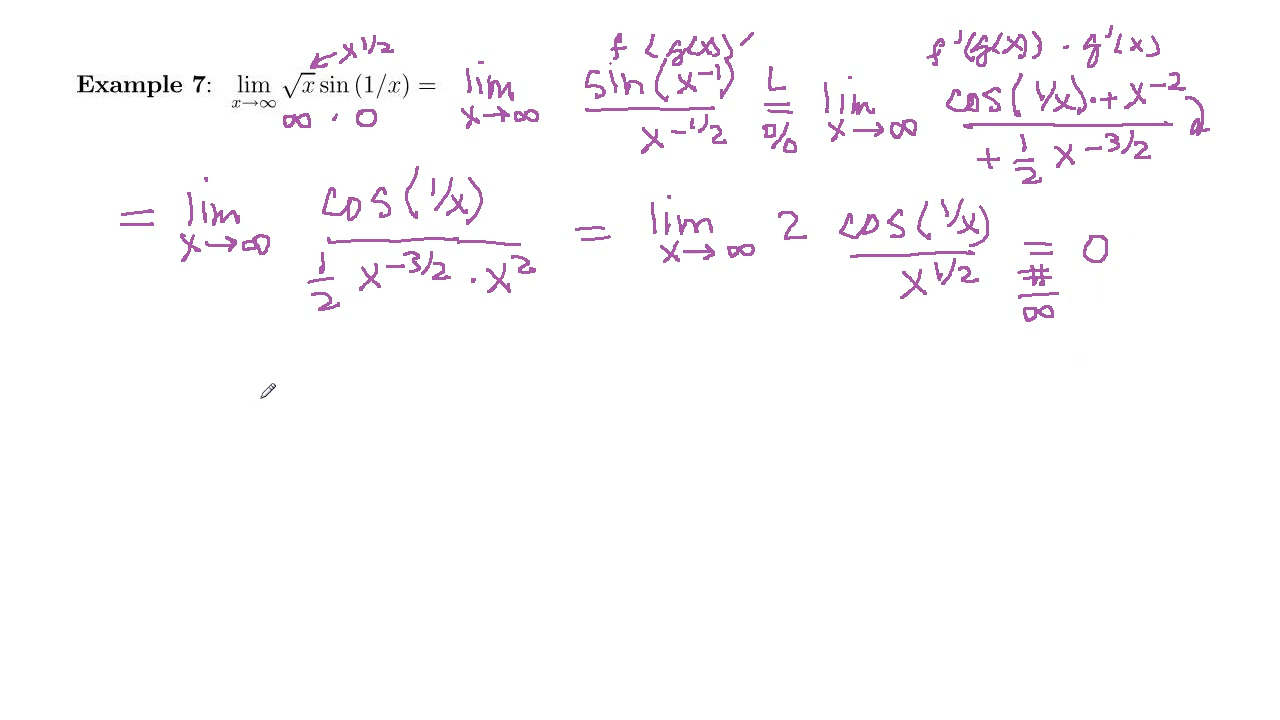 x^{1/2} f (g(x))' f'(g(x)) · g'(x)
Example 7: lim_{x→∞} √x sin (1/x) = lim_{x→∞} sin(x^{-1}) / x^{-1/2} =^{L}_{0/0} lim_{x→∞} cos(1/x) · + x^{-2} / + 1/2 x^{-3/2}
∞ · 0
= lim_{x→∞} cos(1/x) / 1/2 x^{-3/2} · x^2 = lim_{x→∞} 2 cos(1/x) / x^{1/2} =_{#/∞} 0